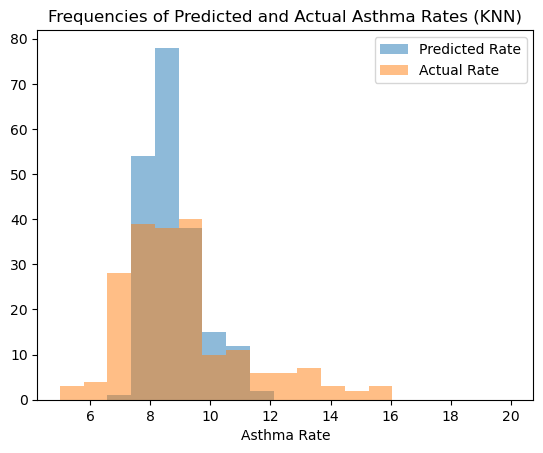 Frequencies of Predicted and Actual Asthma Rates (KNN)
Predicted Rate
Actual Rate
80
70
60
50
40
30
20
10
0
6 8 10 12 14 16 18 20
Asthma Rate